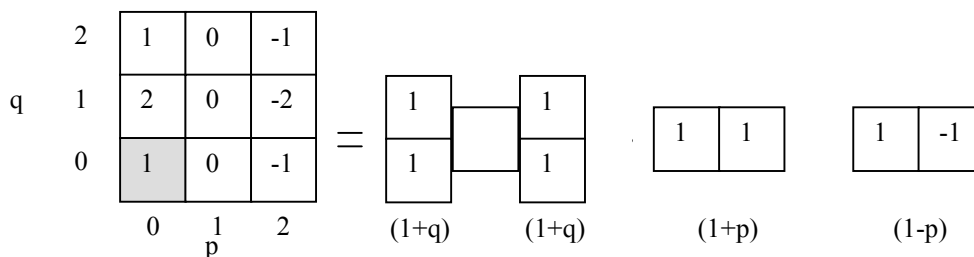 2 1 0 -1
q 1 2 0 -2 1 1 1 1 1 -1
0 1 0 -1 = 1 1 .
0 1 2 (1+q) (1+q) (1+p) (1-p)
p